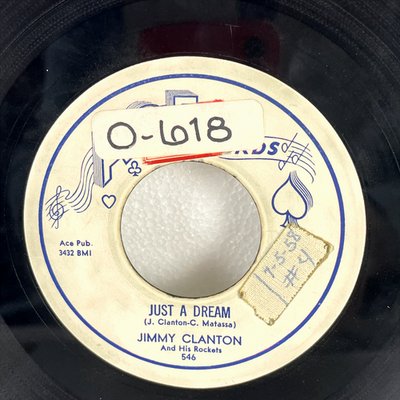 O-618
RDS
Ace Pub.
3432 BMI
7-5-58
#4
JUST A DREAM
(J. Clanton-C. Matassa)
JIMMY CLANTON
And His Rockets
546